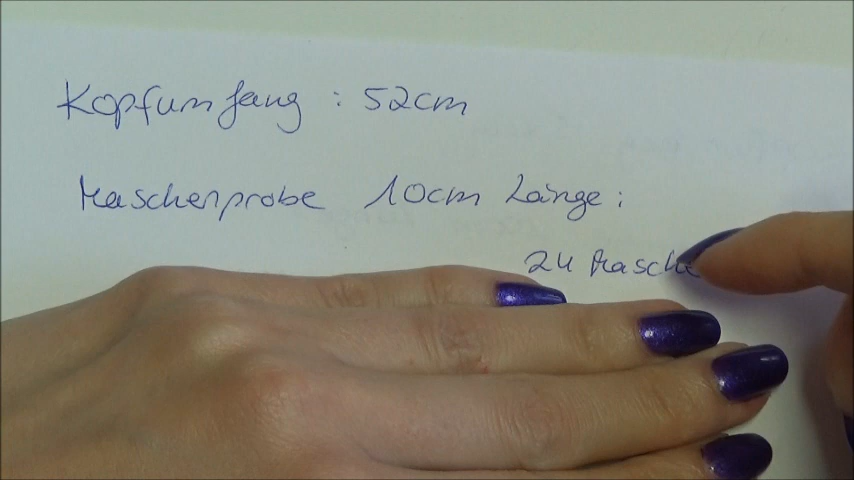 Kopfumfang : 52cm
Maschenprobe 10cm Länge :
24 Masche